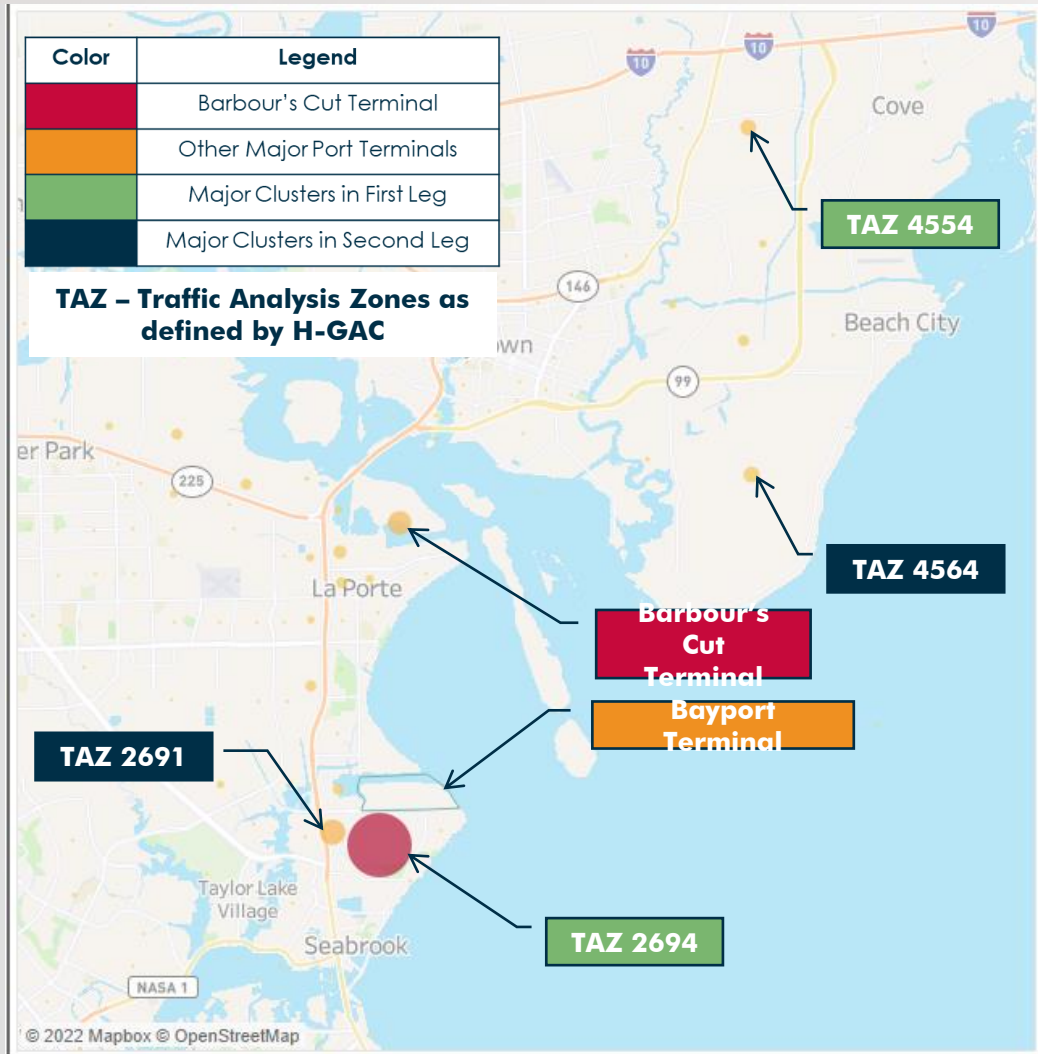 Color Legend
Barbour's Cut Terminal
Other Major Port Terminals
Major Clusters in First Leg
Major Clusters in Second Leg
TAZ – Traffic Analysis Zones as
defined by H-GAC
10
10
10
Cove
TAZ 4554
146
Beach City
own
99
er Park
225
TAZ 4564
La Porte
Barbour's
Cut
Terminal
Bayport
Terminal
TAZ 2691
Taylor Lake
Village
Seabrook
TAZ 2694
NASA 1
© 2022 Mapbox © OpenStreetMap